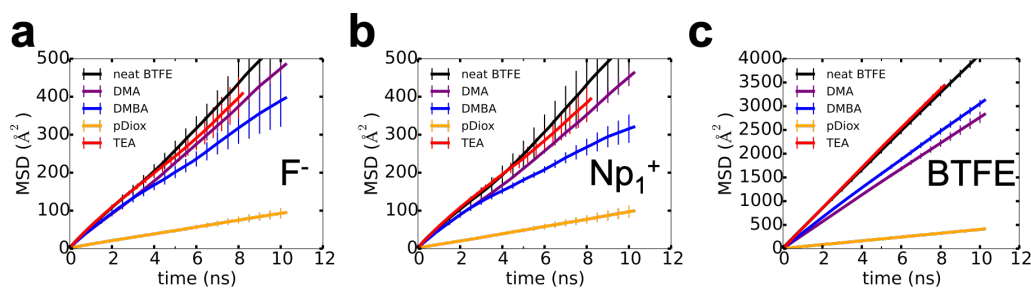 a
500
400
300
200
100
0
MSD (Å²)
neat BTFE
DMA
DMBA
pDiox
TEA
F⁻
0 2 4 6 8 10 12
time (ns)
b
500
400
300
200
100
0
MSD (Å²)
neat BTFE
DMA
DMBA
pDiox
TEA
Np₁⁺
0 2 4 6 8 10 12
time (ns)
c
4000
3500
3000
2500
2000
1500
1000
500
0
MSD (Å²)
neat BTFE
DMA
DMBA
pDiox
TEA
BTFE
0 2 4 6 8 10 12
time (ns)